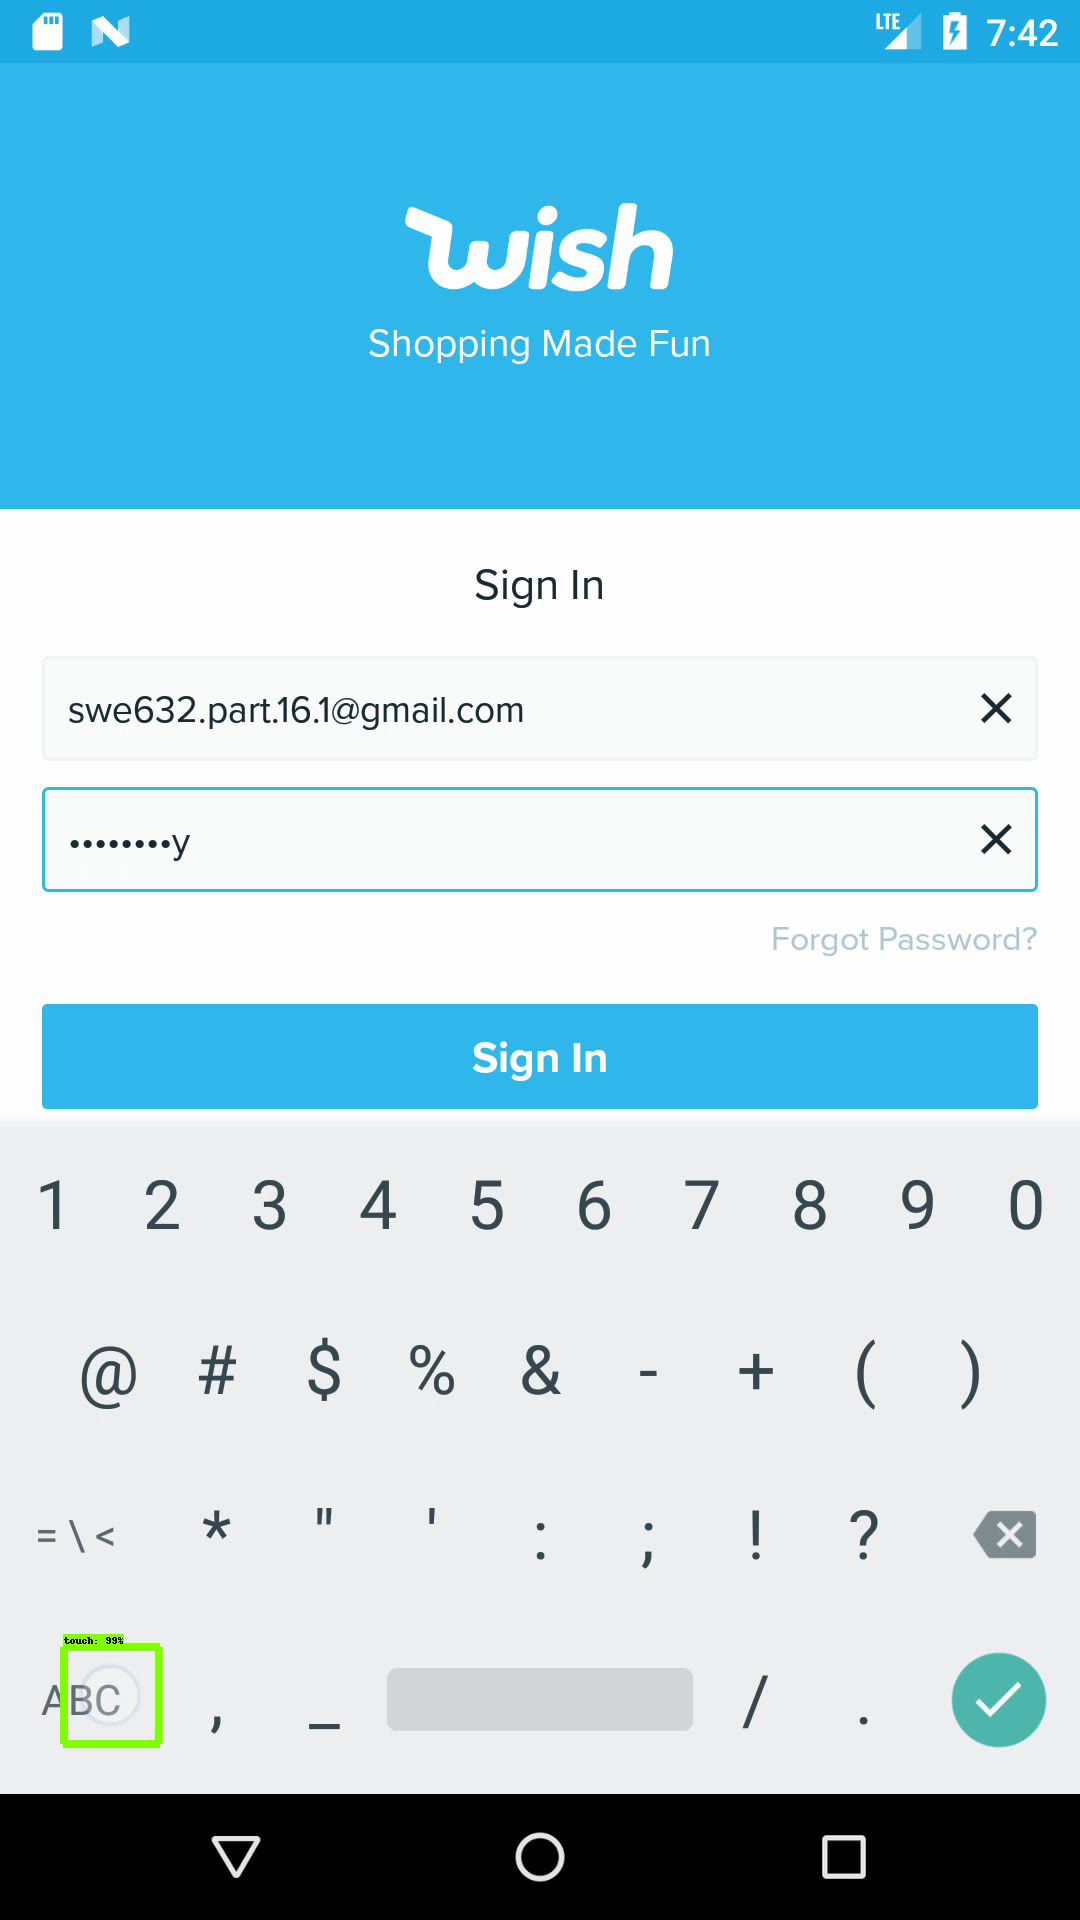 LTE 7:42
wish
Shopping Made Fun
Sign In
swe632.part.16.1@gmail.com
••••••••y
Forgot Password?
Sign In
1 2 3 4 5 6 7 8 9 0
@ # $ % & - + ( )
= \ < * " ' : ; ! ?
touch: 99%
ABC , _ / .